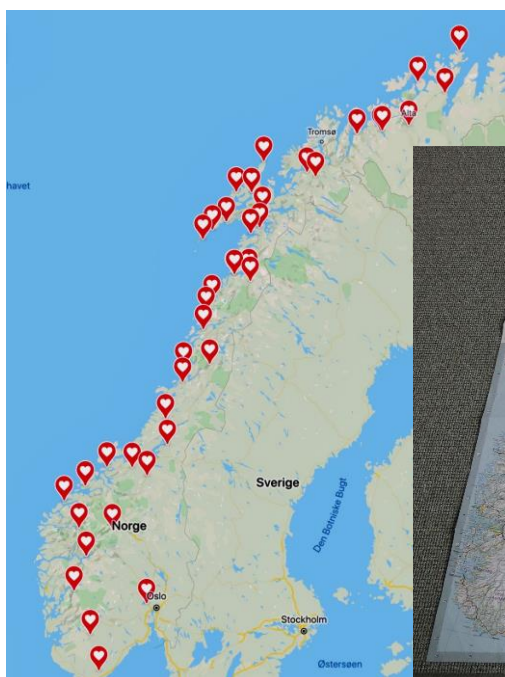 Tromsø
Alta
havet
Sverige
Den Botniske Bugt
Norge
Oslo
Stockholm
Østersøen